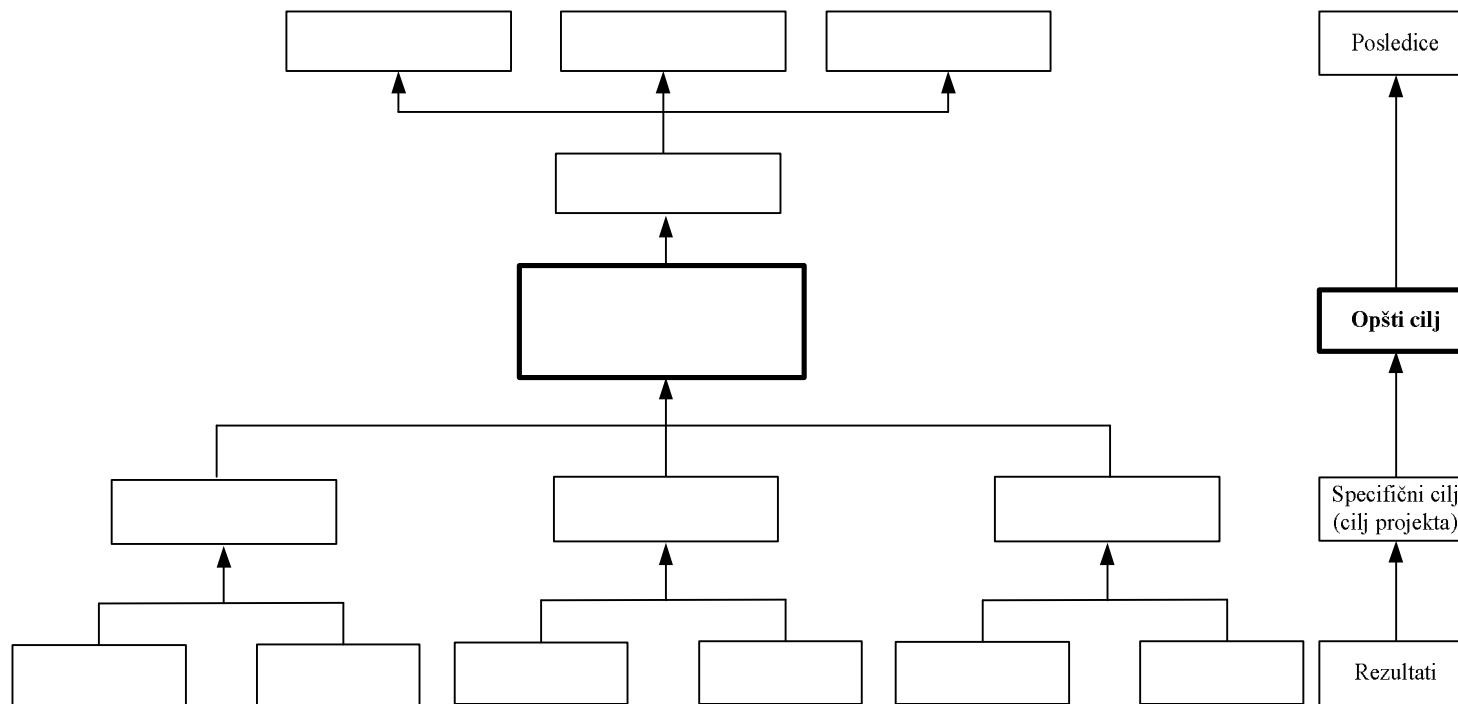 Posledice
Opšti cilj
Specifični cilj
(cilj projekta)
Rezultati